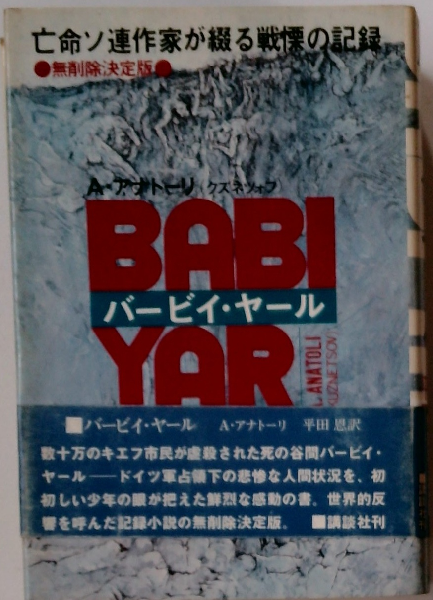 亡命ソ連作家が綴る戦慄の記録
●無削除決定版●
A・アナトーリ(クズネツォフ)
BABI
バービイ・ヤール
YAR
A. ANATOLI
(KUZNETSOV)
■バービイ・ヤール A・アナトーリ 平田 恩訳
数十万のキエフ市民が虐殺された死の谷間バービイ・
ヤール──ドイツ軍占領下の悲惨な人間状況を、初
初しい少年の眼が把えた鮮烈な感動の書。世界的反
響を呼んだ記録小説の無削除決定版。 ■講談社刊